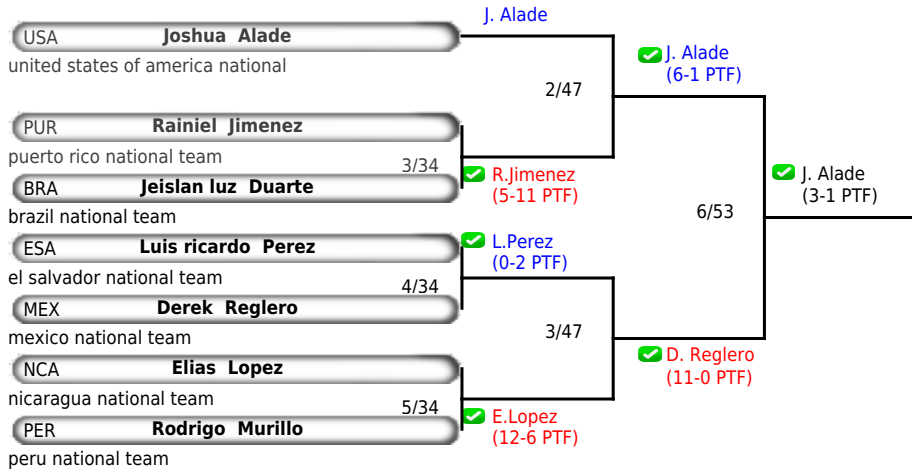 J. Alade
USA Joshua Alade
united states of america national
J. Alade
(6-1 PTF)
2/47
PUR Rainiel Jimenez
puerto rico national team
3/34
R.Jimenez
(5-11 PTF)
BRA Jeislan luz Duarte
brazil national team
J. Alade
(3-1 PTF)
6/53
ESA Luis ricardo Perez
el salvador national team
L.Perez
(0-2 PTF)
4/34
MEX Derek Reglero
mexico national team
3/47
D. Reglero
(11-0 PTF)
NCA Elias Lopez
nicaragua national team
5/34
E.Lopez
(12-6 PTF)
PER Rodrigo Murillo
peru national team